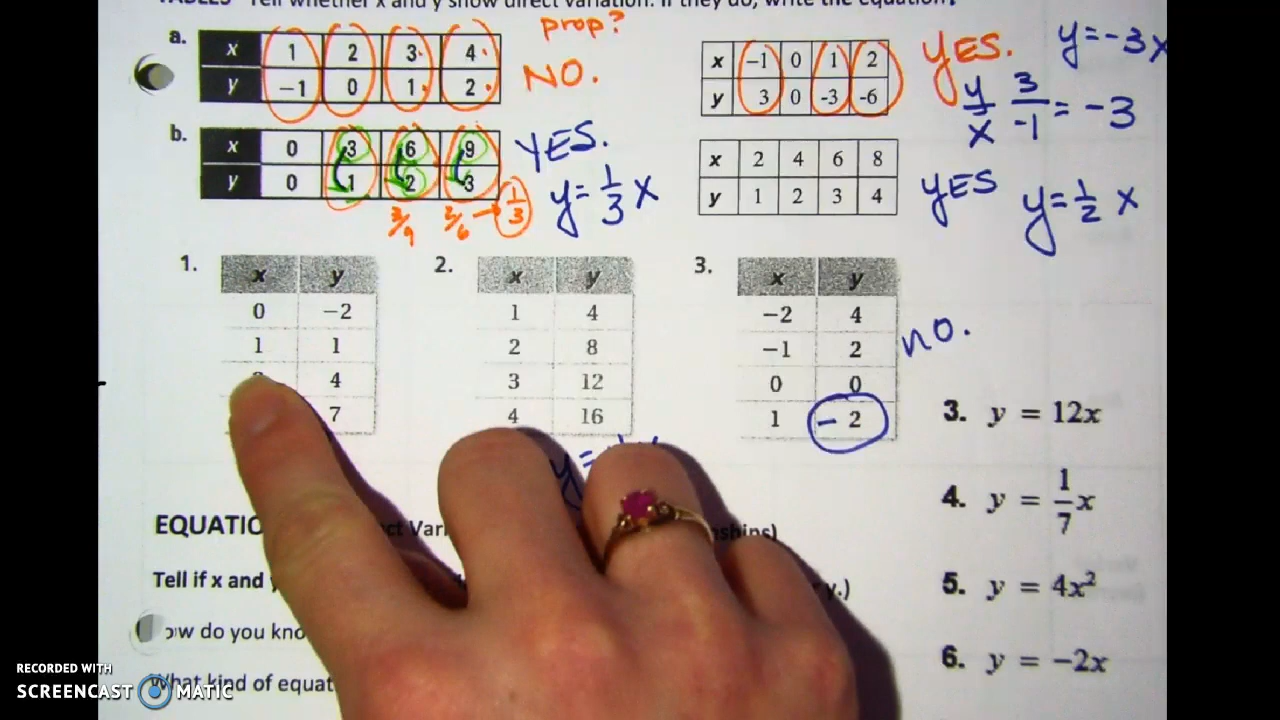 TABLES Tell whether x and y show direct variation. If they do, write the equation.
prop?
a.
x 1 2 3 4
y −1 0 1 2
NO.
x −1 0 1 2
y 3 0 -3 -6
YES.
y=-3x
y/x 3/-1 = -3
b.
x 0 3 6 9
y 0 1 2 3
YES.
y=1/3 x
3/9 2/6 → 1/3
x 2 4 6 8
y 1 2 3 4
YES y=1/2 x
1.
x y
0 −2
1 1
4
7
2.
x y
1 4
2 8
3 12
4 16
y=
3.
x y
−2 4
−1 2
0 0
1 −2
no.
3. y = 12x
4. y = 1/7 x
5. y = 4x²
6. y = −2x
Tell if x and y.)
do you
What kind of
RECORDED WITH
SCREENCAST MATIC